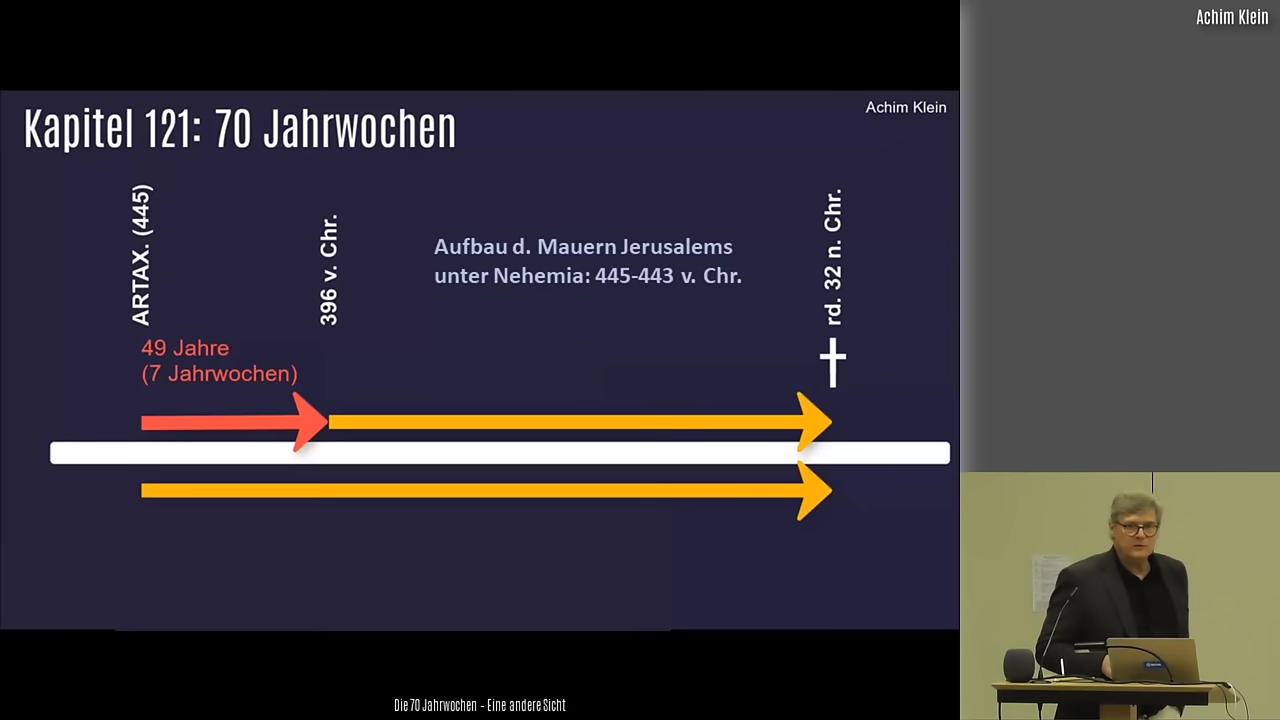 Achim Klein
Kapitel 121: 70 Jahrwochen
Achim Klein
ARTAX. (445)
396 v. Chr.
Aufbau d. Mauern Jerusalems
unter Nehemia: 445-443 v. Chr.
rd. 32 n. Chr.
49 Jahre
(7 Jahrwochen)
Die 70 Jahrwochen - Eine andere Sicht